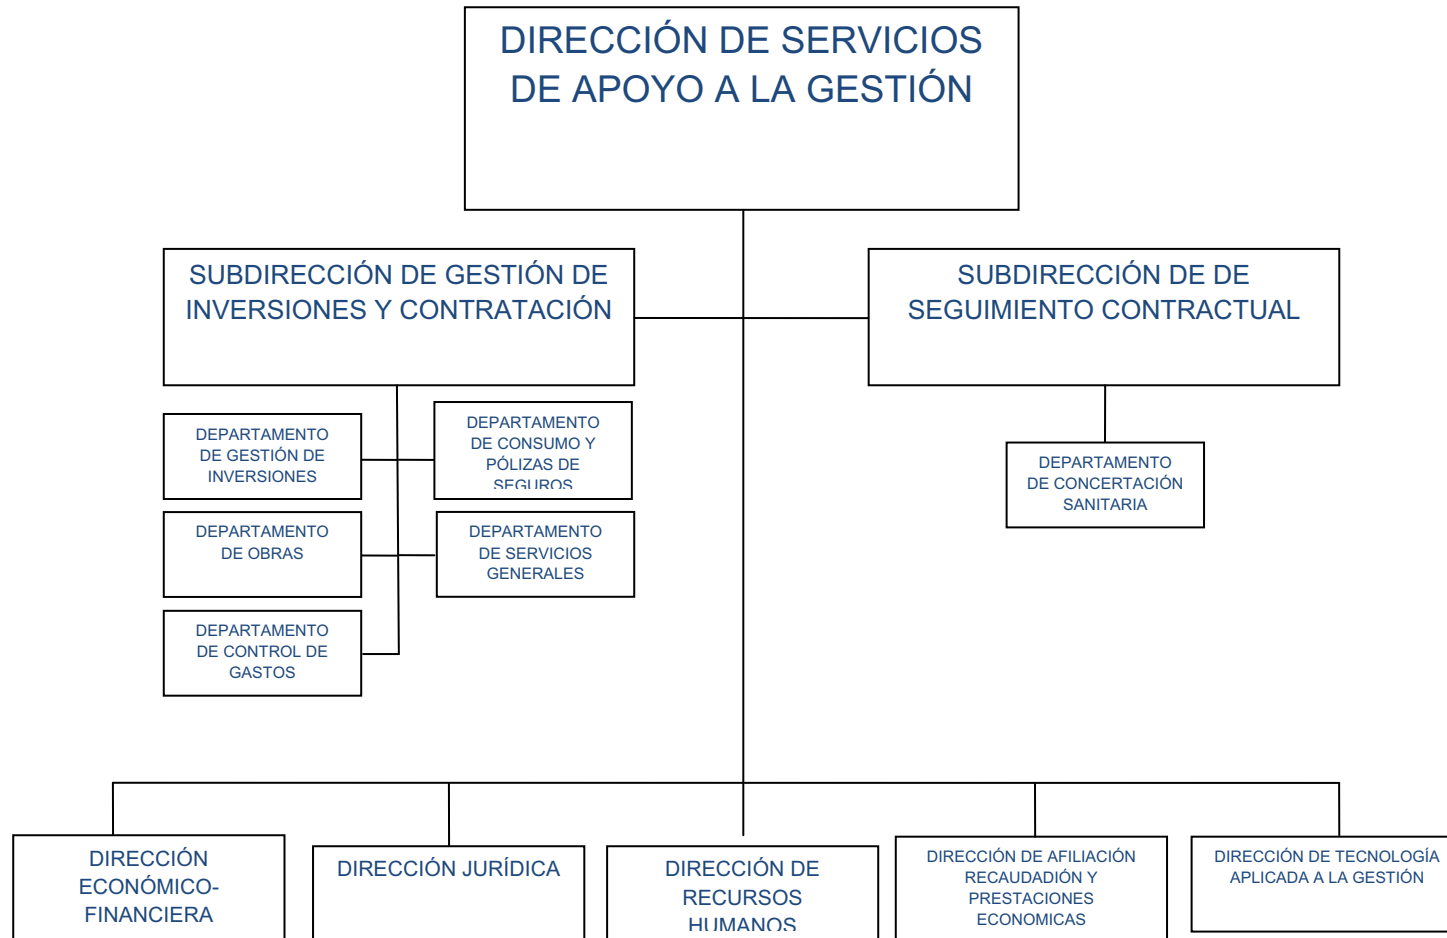 DIRECCIÓN DE SERVICIOS
DE APOYO A LA GESTIÓN
SUBDIRECCIÓN DE GESTIÓN DE
INVERSIONES Y CONTRATACIÓN
SUBDIRECCIÓN DE DE
SEGUIMIENTO CONTRACTUAL
DEPARTAMENTO
DE GESTIÓN DE
INVERSIONES
DEPARTAMENTO
DE CONSUMO Y
PÓLIZAS DE
SEGUROS
DEPARTAMENTO
DE CONCERTACIÓN
SANITARIA
DEPARTAMENTO
DE OBRAS
DEPARTAMENTO
DE SERVICIOS
GENERALES
DEPARTAMENTO
DE CONTROL DE
GASTOS
DIRECCIÓN
ECONÓMICO-
FINANCIERA
DIRECCIÓN JURÍDICA
DIRECCIÓN DE
RECURSOS
HUMANOS
DIRECCIÓN DE AFILIACIÓN
RECAUDADIÓN Y
PRESTACIONES
ECONOMICAS
DIRECCIÓN DE TECNOLOGÍA
APLICADA A LA GESTIÓN